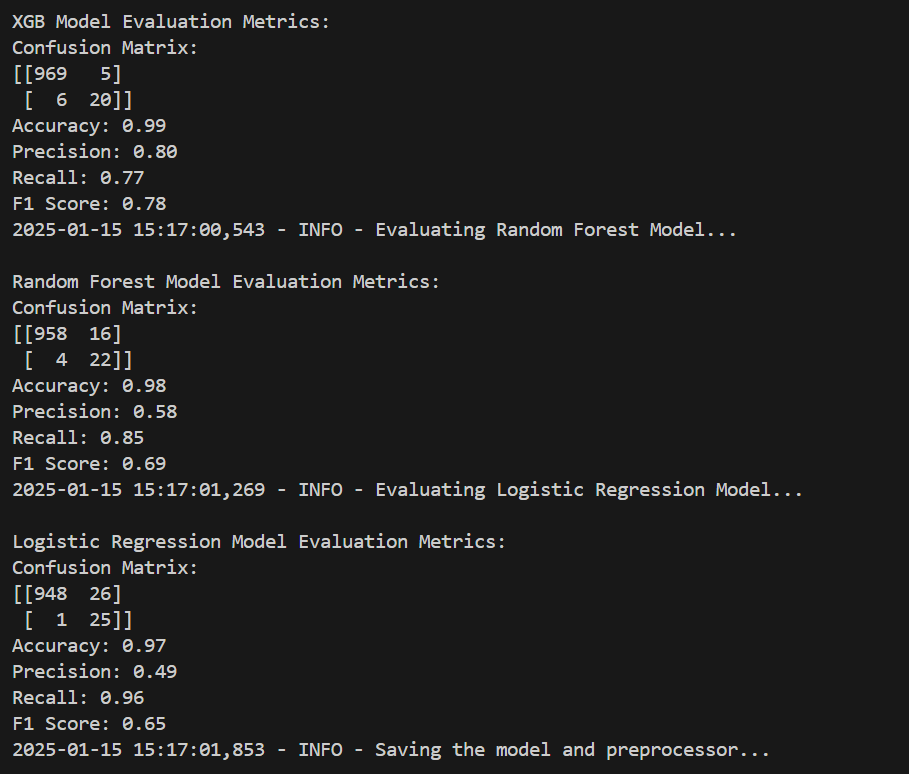 XGB Model Evaluation Metrics:
Confusion Matrix:
[[969   5]
 [  6  20]]
Accuracy: 0.99
Precision: 0.80
Recall: 0.77
F1 Score: 0.78
2025-01-15 15:17:00,543 - INFO - Evaluating Random Forest Model...

Random Forest Model Evaluation Metrics:
Confusion Matrix:
[[958  16]
 [  4  22]]
Accuracy: 0.98
Precision: 0.58
Recall: 0.85
F1 Score: 0.69
2025-01-15 15:17:01,269 - INFO - Evaluating Logistic Regression Model...

Logistic Regression Model Evaluation Metrics:
Confusion Matrix:
[[948  26]
 [  1  25]]
Accuracy: 0.97
Precision: 0.49
Recall: 0.96
F1 Score: 0.65
2025-01-15 15:17:01,853 - INFO - Saving the model and preprocessor...